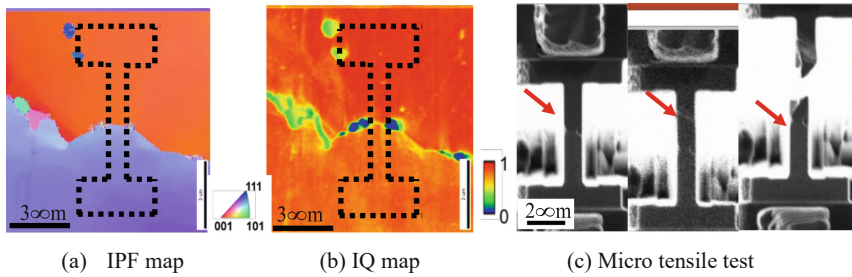 3∞m
111
001 101
3∞m
1
0
2∞m
(a) IPF map
(b) IQ map
(c) Micro tensile test